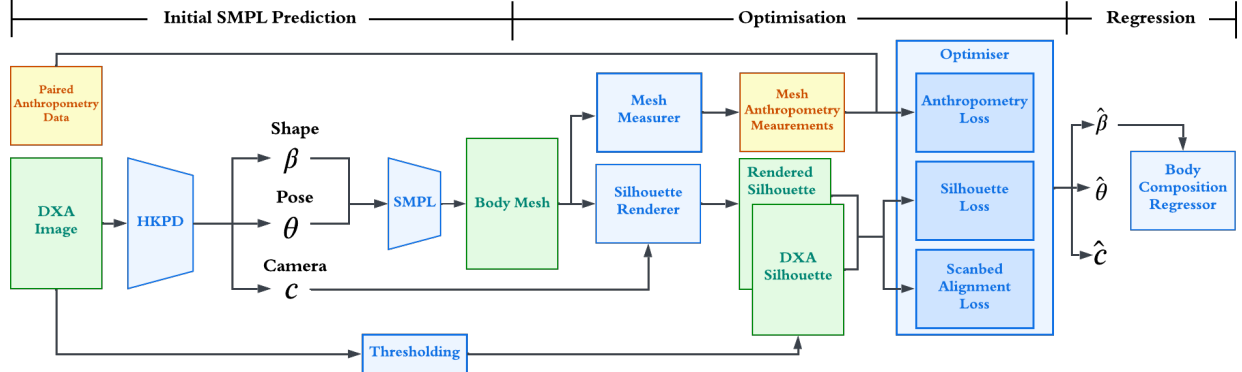 Initial SMPL Prediction
Optimisation
Regression
Paired
Anthropometry
Data
DXA
Image
HKPD
Shape
β
Pose
θ
Camera
c
SMPL
Body Mesh
Thresholding
Mesh
Measurer
Silhouette
Renderer
Mesh
Anthropometry
Meaurements
Rendered
Silhouette
DXA
Silhouette
Optimiser
Anthropometry
Loss
Silhouette
Loss
Scanbed
Alignment
Loss
β̂
θ̂
ĉ
Body
Composition
Regressor